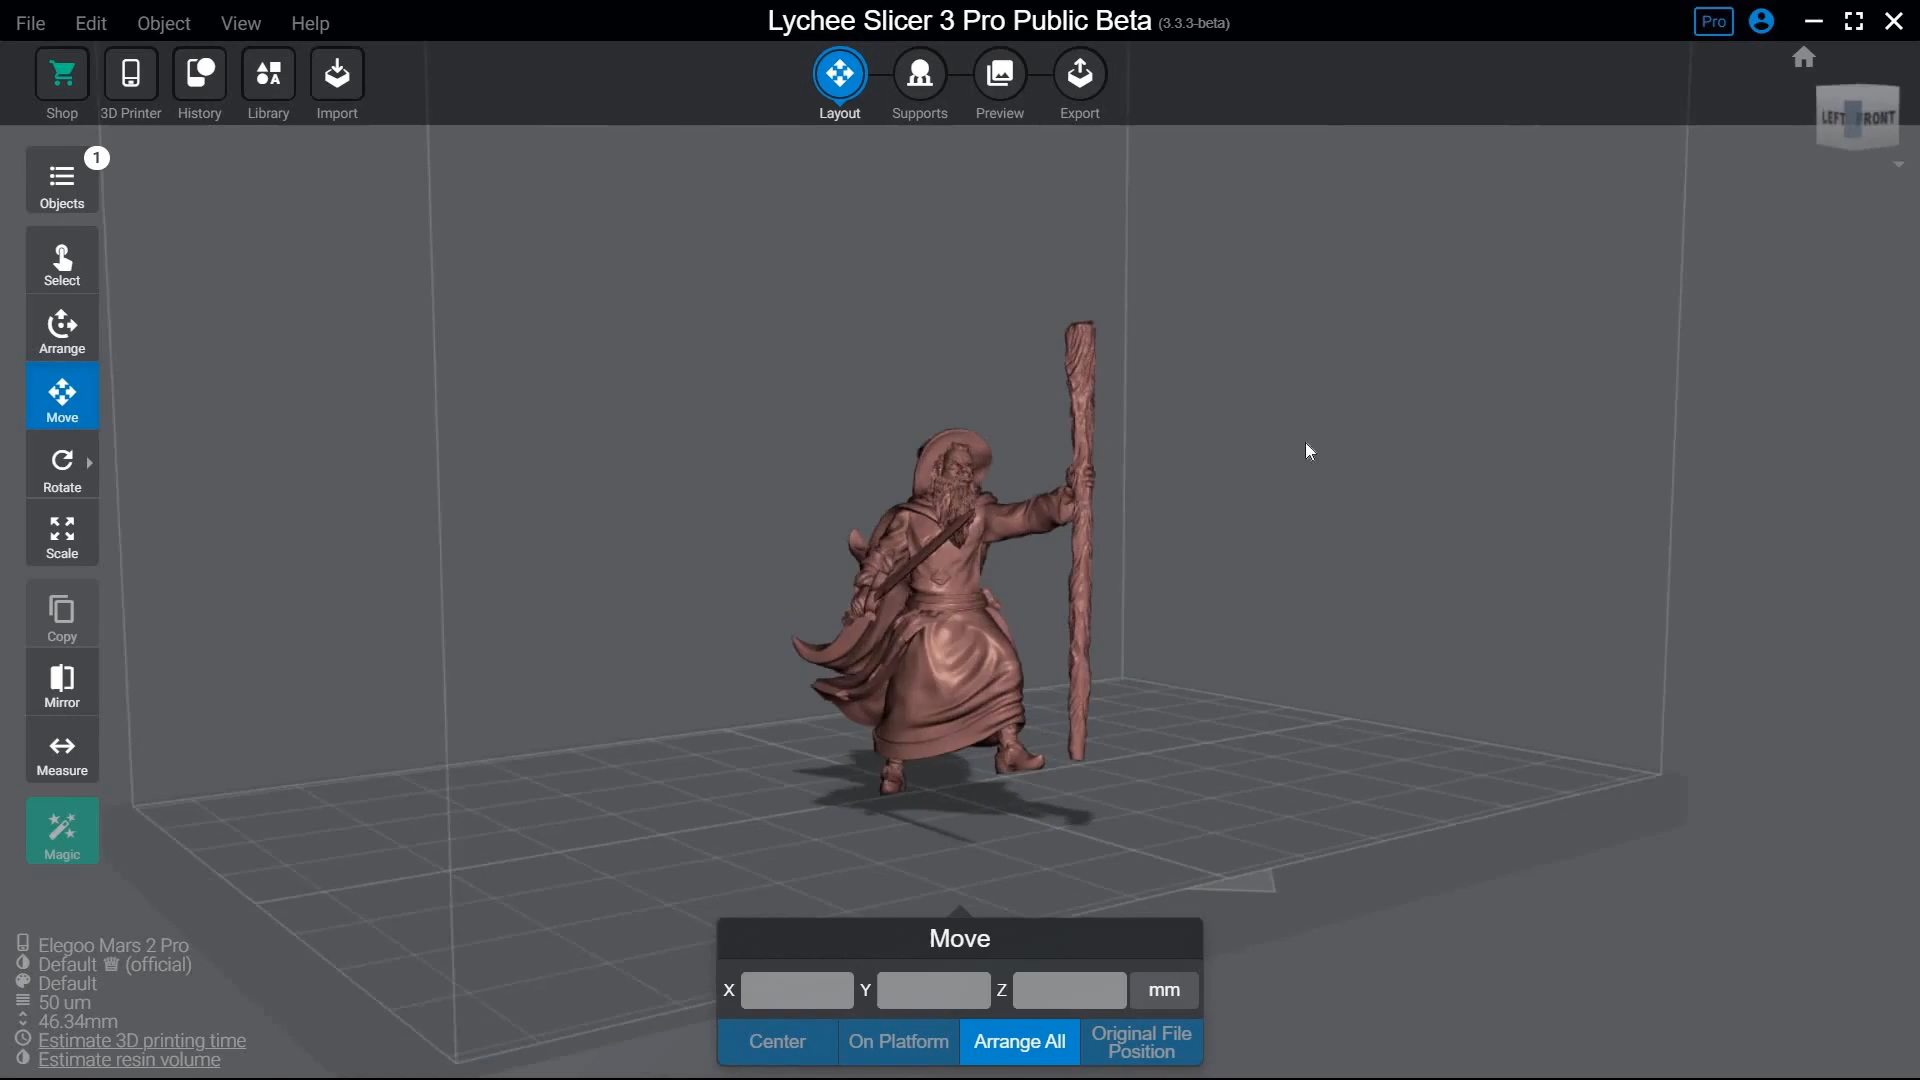 File Edit Object View Help
Lychee Slicer 3 Pro Public Beta (3.3.3-beta)
Pro
Shop 3D Printer History Library Import
Layout Supports Preview Export
LEFT FRONT
1
Objects
Select
Arrange
Move
Rotate
Scale
Copy
Mirror
Measure
Magic
Elegoo Mars 2 Pro
Default (official)
Default
50 um
46.34mm
Estimate 3D printing time
Estimate resin volume
Move
X Y Z mm
Center On Platform Arrange All Original File
Position